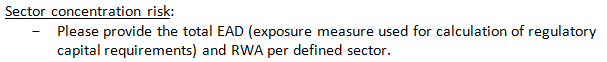 Sector concentration risk:
– Please provide the total EAD (exposure measure used for calculation of regulatory
capital requirements) and RWA per defined sector.